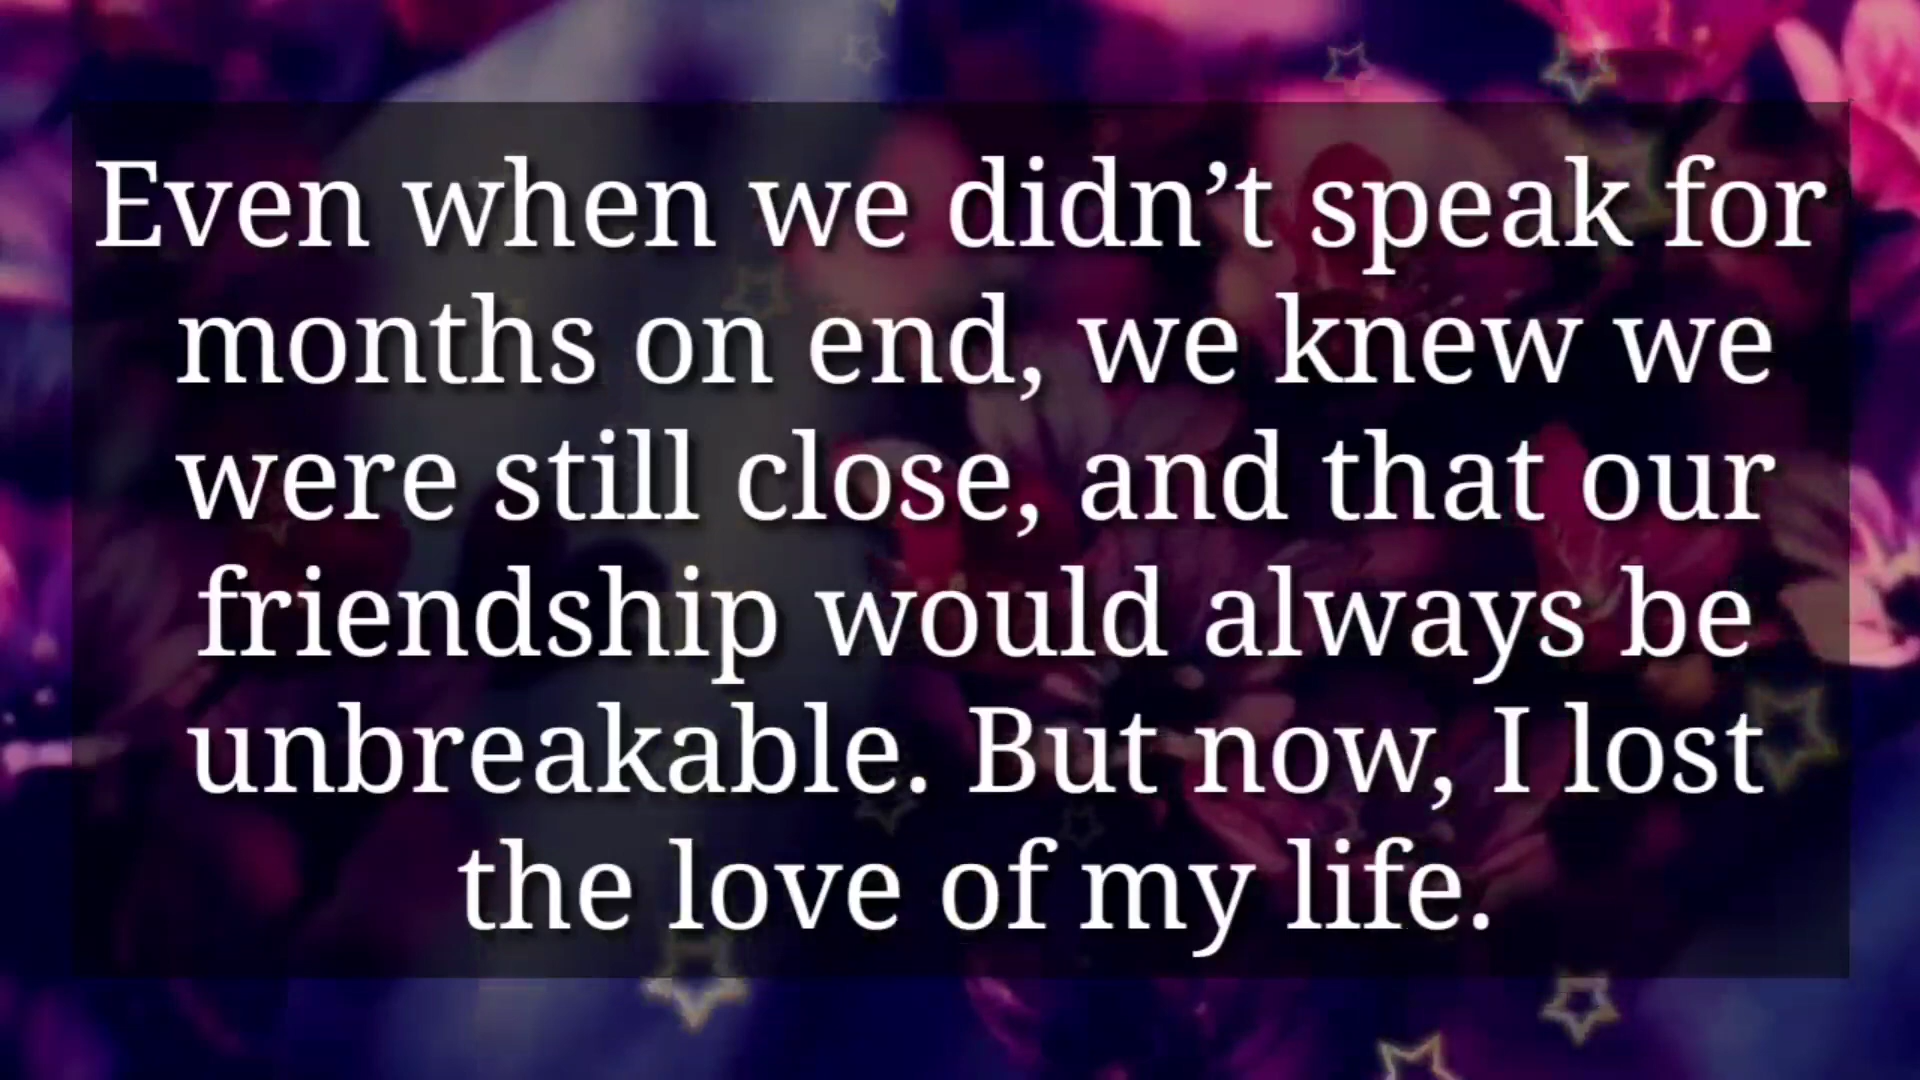 Even when we didn’t speak for
months on end, we knew we
were still close, and that our
friendship would always be
unbreakable. But now, I lost
the love of my life.